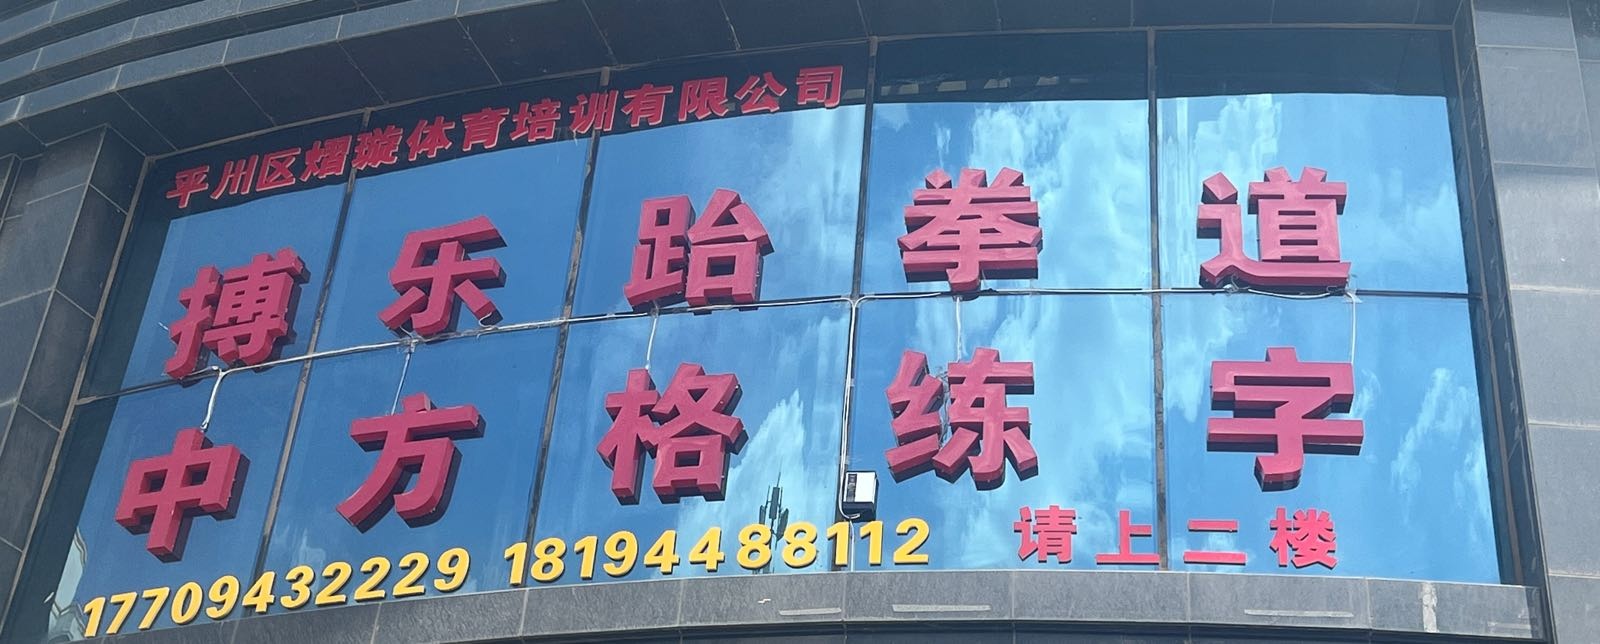 平川区熠璇体育培训有限公司
搏乐跆拳道
中方格练字
17709432229 18194488112 请上二楼